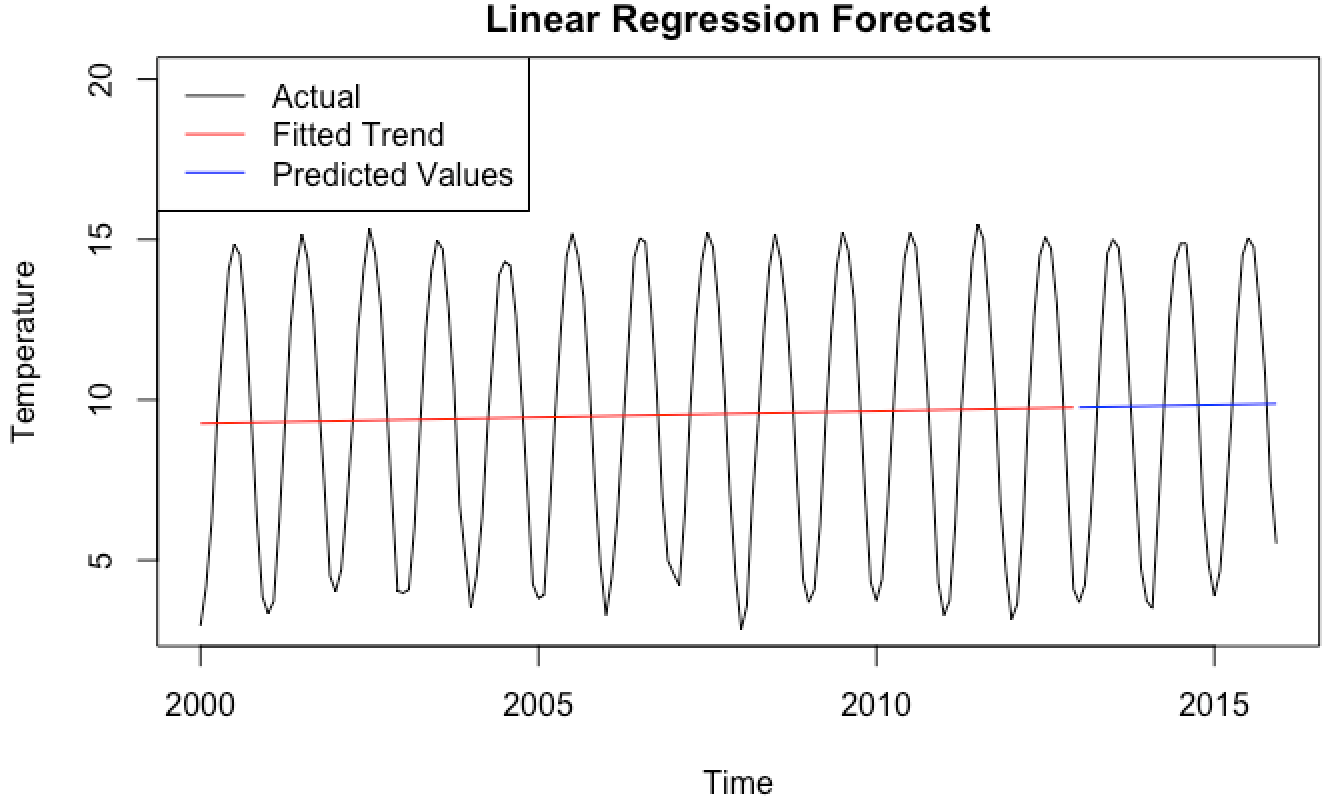 Linear Regression Forecast
Actual
Fitted Trend
Predicted Values
20
15
10
5
Temperature
2000 2005 2010 2015
Time